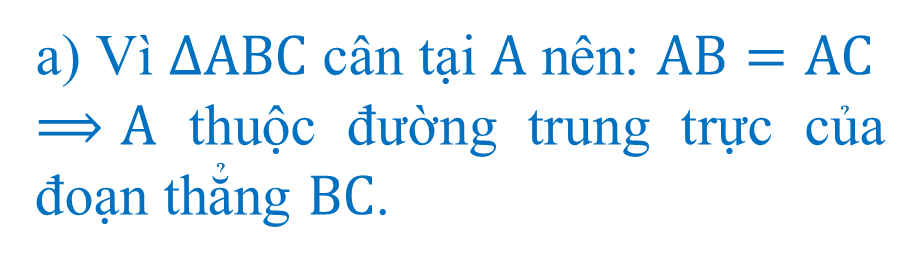 a) Vì ΔABC cân tại A nên: AB = AC
⟹ A thuộc đường trung trực của
đoạn thẳng BC.